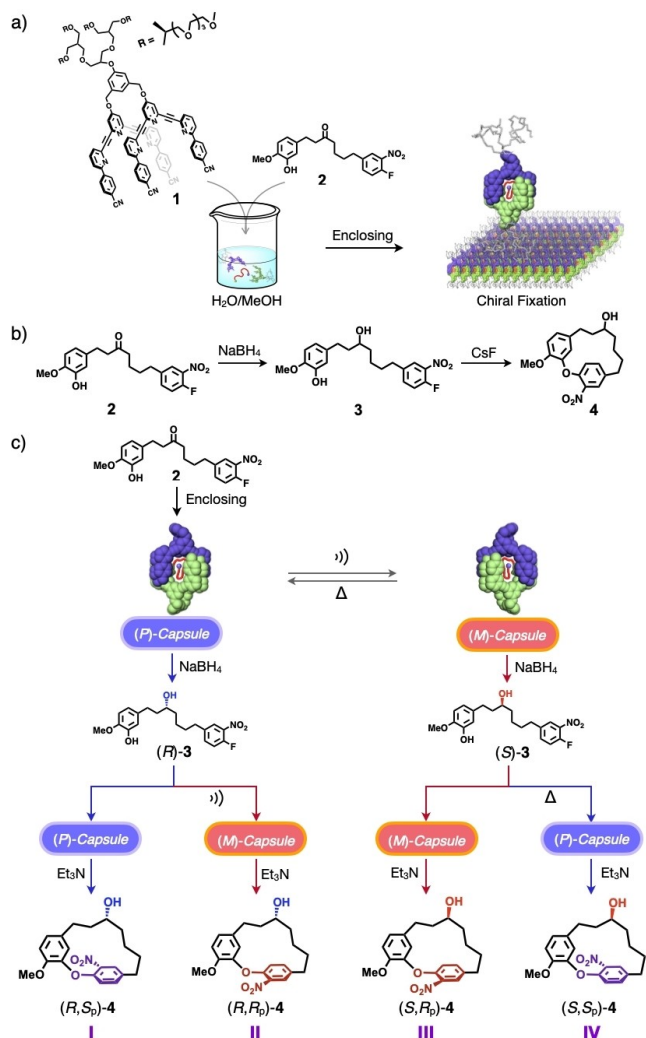 a)
RO
OR
OR
RO
R =
O
3
O
O
O
O
O
O
O
O
N
N
N
N
N
N
CN
CN
CN
CN
1
O
MeO
OH
NO₂
F
2
H₂O/MeOH
Enclosing
Chiral Fixation
b)
O
MeO
OH
NO₂
F
2
NaBH₄
OH
MeO
OH
NO₂
F
3
CsF
OH
MeO
O
O₂N
4
c)
O
MeO
OH
NO₂
F
2
Enclosing
Δ
(P)-Capsule
(M)-Capsule
NaBH₄
NaBH₄
OH
MeO
OH
NO₂
F
(R)-3
OH
MeO
OH
NO₂
F
(S)-3
Δ
(P)-Capsule
(M)-Capsule
(M)-Capsule
(P)-Capsule
Et₃N
Et₃N
Et₃N
Et₃N
OH
O₂N
MeO
O
OH
MeO
O
O₂N
OH
MeO
O
O₂N
OH
O₂N
MeO
O
(R,Sₚ)-4
(R,Rₚ)-4
(S,Rₚ)-4
(S,Sₚ)-4
I
II
III
IV